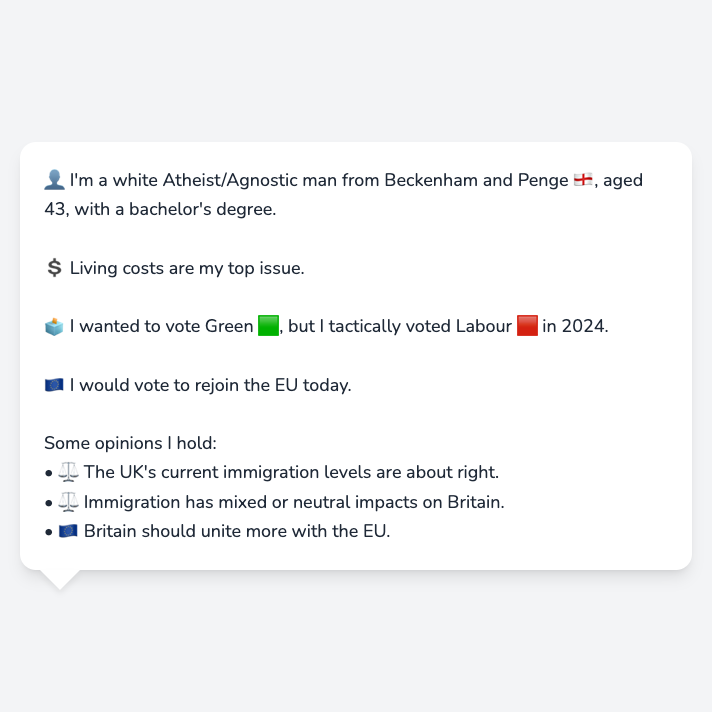 👤 I'm a white Atheist/Agnostic man from Beckenham and Penge 🏴󠁧󠁢󠁥󠁮󠁧󠁿, aged
43, with a bachelor's degree.
💲 Living costs are my top issue.
🗳️ I wanted to vote Green 🟩, but I tactically voted Labour 🟥 in 2024.
🇪🇺 I would vote to rejoin the EU today.
Some opinions I hold:
• ⚖️ The UK's current immigration levels are about right.
• ⚖️ Immigration has mixed or neutral impacts on Britain.
• 🇪🇺 Britain should unite more with the EU.